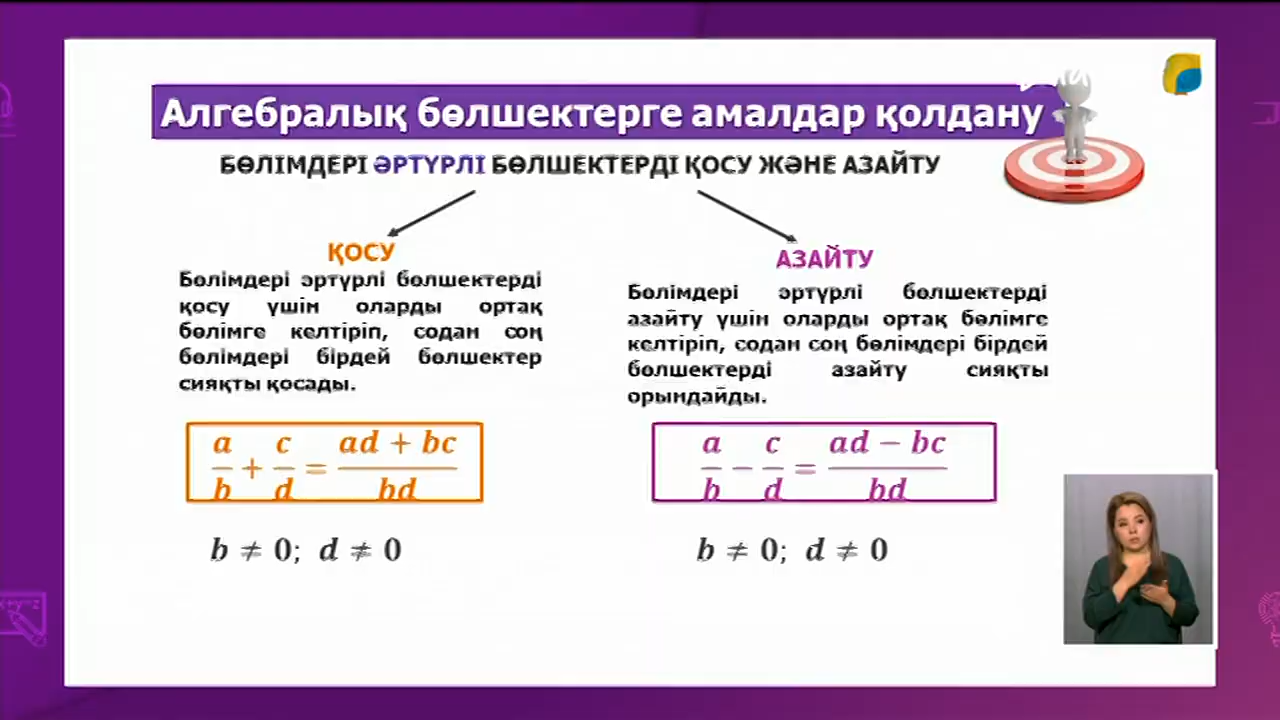 Алгебралық бөлшектерге амалдар қолдану
БӨЛІМДЕРІ ӘРТҮРЛІ БӨЛШЕКТЕРДІ ҚОСУ ЖӘНЕ АЗАЙТУ
ҚОСУ
Бөлімдері әртүрлі бөлшектерді
қосу үшін оларды ортақ
бөлімге келтіріп, содан соң
бөлімдері бірдей бөлшектер
сияқты қосады.
a/b + c/d = (ad + bc)/bd
b ≠ 0; d ≠ 0
АЗАЙТУ
Бөлімдері әртүрлі бөлшектерді
азайту үшін оларды ортақ бөлімге
келтіріп, содан соң бөлімдері бірдей
бөлшектерді азайту сияқты
орындайды.
a/b − c/d = (ad − bc)/bd
b ≠ 0; d ≠ 0